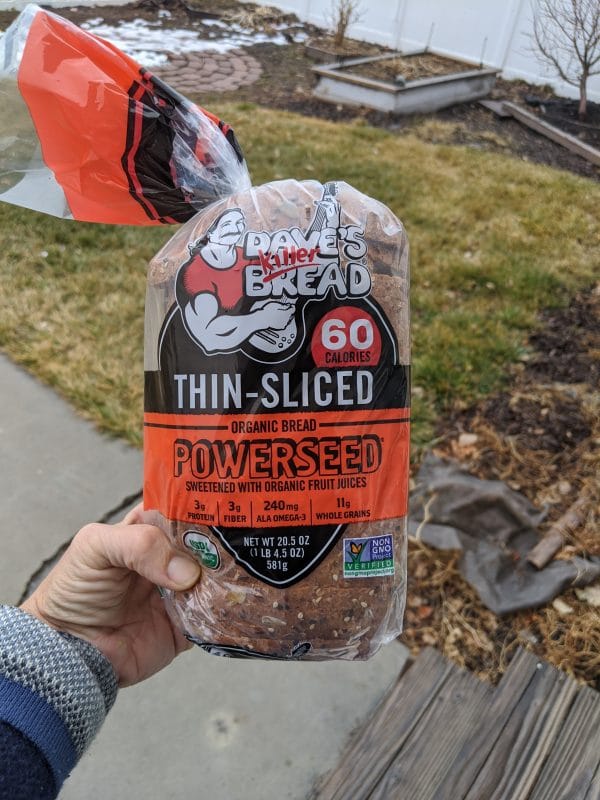 DAVE'S
Killer
BREAD
60
CALORIES
THIN-SLICED
ORGANIC BREAD
POWERSEED®
SWEETENED WITH ORGANIC FRUIT JUICES
3g PROTEIN | 3g FIBER | 240mg ALA OMEGA-3 | 11g WHOLE GRAINS
NET WT 20.5 OZ
(1 LB 4.5 OZ)
581g
USDA
NON
GMO
Project
VERIFIED
nongmoproject.org